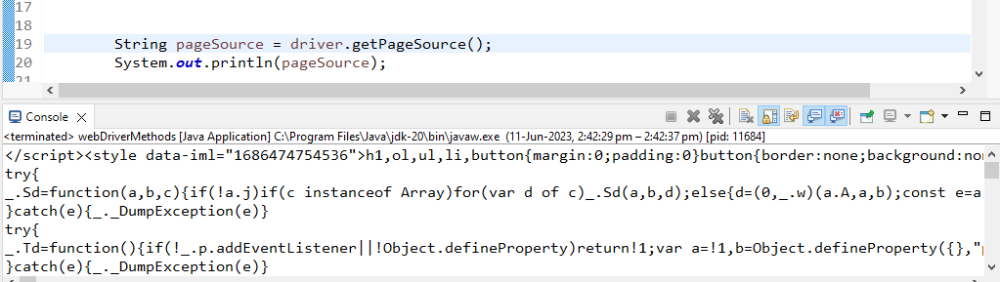 17
18
19 String pageSource = driver.getPageSource();
20 System.out.println(pageSource);
21
Console
<terminated> webDriverMethods [Java Application] C:\Program Files\Java\jdk-20\bin\javaw.exe (11-Jun-2023, 2:42:29 pm – 2:42:37 pm) [pid: 11684]
</script><style data-iml="1686474754536">h1,ol,ul,li,button{margin:0;padding:0}button{border:none;background:non
try{
_.Sd=function(a,b,c){if(!a.j)if(c instanceof Array)for(var d of c)_.Sd(a,b,d);else{d=(0,_.w)(a.A,a,b);const e=a
}catch(e){_._DumpException(e)}
try{
_.Td=function(){if(!_.p.addEventListener||!Object.defineProperty)return!1;var a=!1,b=Object.defineProperty({},"p
}catch(e){_._DumpException(e)}